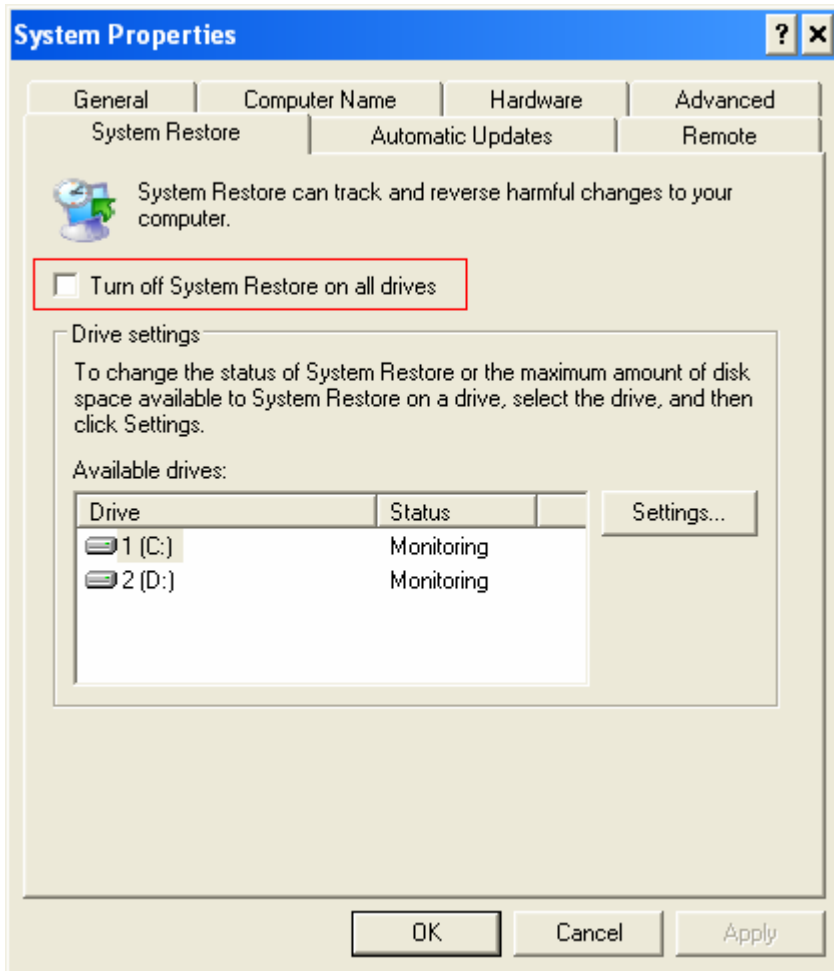 System Properties
General
Computer Name
Hardware
Advanced
System Restore
Automatic Updates
Remote
System Restore can track and reverse harmful changes to your
computer.
Turn off System Restore on all drives
Drive settings
To change the status of System Restore or the maximum amount of disk
space available to System Restore on a drive, select the drive, and then
click Settings.
Available drives:
Drive Status
Settings...
1 (C:) Monitoring
2 (D:) Monitoring
OK
Cancel
Apply